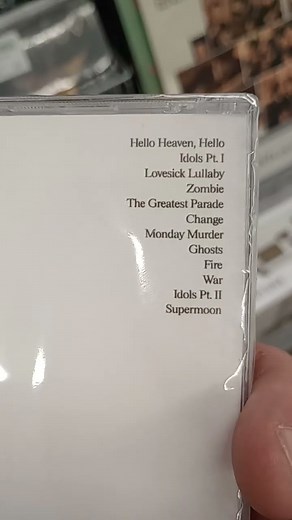 Hello Heaven, Hello
Idols Pt. I
Lovesick Lullaby
Zombie
The Greatest Parade
Change
Monday Murder
Ghosts
Fire
War
Idols Pt. II
Supermoon